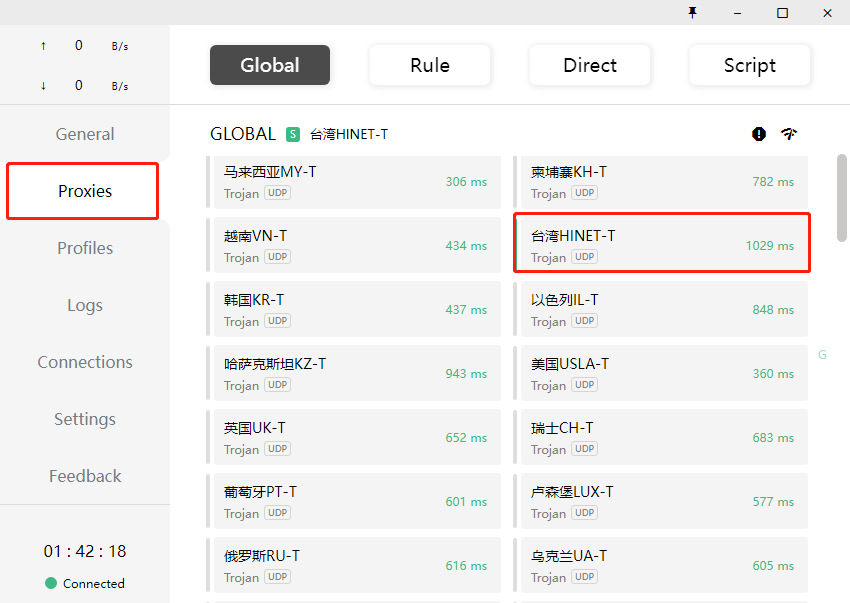 ↑ 0 B/s
↓ 0 B/s
General
Proxies
Profiles
Logs
Connections
Settings
Feedback
01 : 42 : 18
Connected
Global Rule Direct Script
GLOBAL S 台湾HINET-T
马来西亚MY-T
Trojan UDP 306 ms
柬埔寨KH-T
Trojan UDP 782 ms
越南VN-T
Trojan UDP 434 ms
台湾HINET-T
Trojan UDP 1029 ms
韩国KR-T
Trojan UDP 437 ms
以色列IL-T
Trojan UDP 848 ms
哈萨克斯坦KZ-T
Trojan UDP 943 ms
美国USLA-T
Trojan UDP 360 ms
英国UK-T
Trojan UDP 652 ms
瑞士CH-T
Trojan UDP 683 ms
葡萄牙PT-T
Trojan UDP 601 ms
卢森堡LUX-T
Trojan UDP 577 ms
俄罗斯RU-T
Trojan UDP 616 ms
乌克兰UA-T
Trojan UDP 605 ms
G